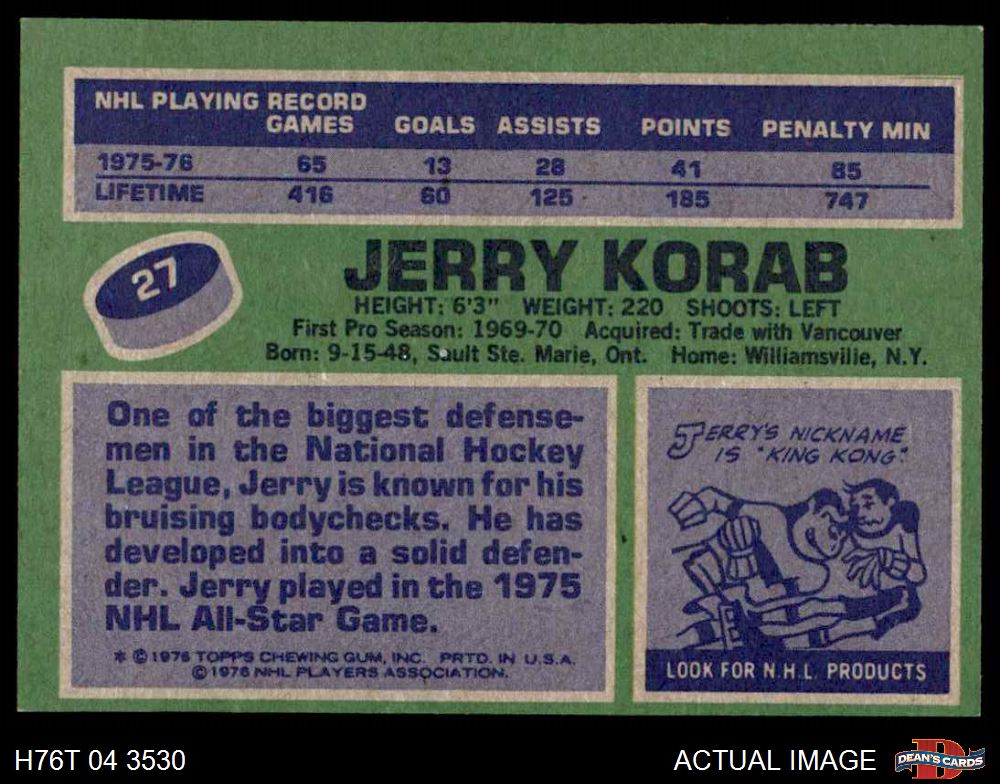 NHL PLAYING RECORD
GAMES GOALS ASSISTS POINTS PENALTY MIN
1975-76 65 13 28 41 85
LIFETIME 416 60 125 185 747
27
JERRY KORAB
HEIGHT: 6'3" WEIGHT: 220 SHOOTS: LEFT
First Pro Season: 1969-70 Acquired: Trade with Vancouver
Born: 9-15-48, Sault Ste. Marie, Ont. Home: Williamsville, N.Y.
One of the biggest defense-
men in the National Hockey
League, Jerry is known for his
bruising bodychecks. He has
developed into a solid defen-
der. Jerry played in the 1975
NHL All-Star Game.
* © 1976 TOPPS CHEWING GUM, INC. PRTD. IN U.S.A.
© 1976 NHL PLAYERS ASSOCIATION.
JERRY'S NICKNAME
IS "KING KONG".
LOOK FOR N.H.L. PRODUCTS
H76T 04 3530
ACTUAL IMAGE
D
DEAN'S CARDS